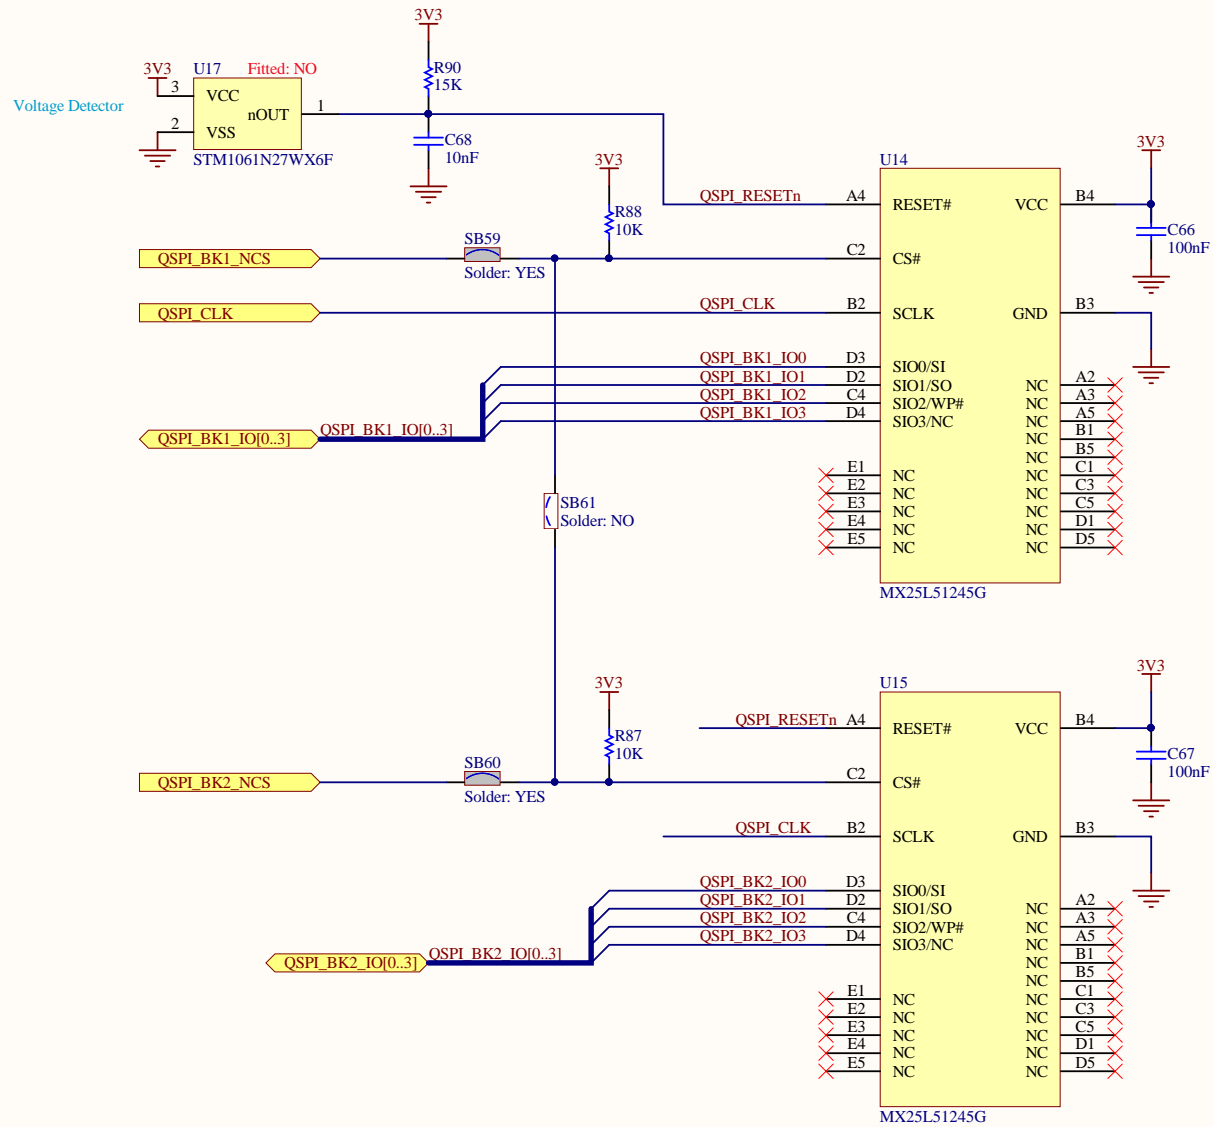 3V3
R90
15K
U17 Fitted: NO
3V3
3 VCC
nOUT 1
2 VSS
Voltage Detector
STM1061N27WX6F
C68
10nF
3V3
R88
10K
U14
3V3
QSPI_RESETn A4 RESET# VCC B4
C66
100nF
SB59
QSPI_BK1_NCS
Solder: YES
C2 CS#
QSPI_CLK
QSPI_CLK B2 SCLK GND B3
QSPI_BK1_IO0 D3 SIO0/SI
QSPI_BK1_IO1 D2 SIO1/SO NC A2
QSPI_BK1_IO2 C4 SIO2/WP# NC A3
QSPI_BK1_IO3 D4 SIO3/NC NC A5
QSPI_BK1_IO[0..3] QSPI_BK1_IO[0..3]
NC B1
NC B5
E1 NC NC C1
E2 NC NC C3
E3 NC NC C5
E4 NC NC D1
E5 NC NC D5
SB61
Solder: NO
MX25L51245G
3V3
R87
10K
U15
3V3
QSPI_RESETn A4 RESET# VCC B4
C67
100nF
SB60
QSPI_BK2_NCS
Solder: YES
C2 CS#
QSPI_CLK B2 SCLK GND B3
QSPI_BK2_IO0 D3 SIO0/SI
QSPI_BK2_IO1 D2 SIO1/SO NC A2
QSPI_BK2_IO2 C4 SIO2/WP# NC A3
QSPI_BK2_IO3 D4 SIO3/NC NC A5
QSPI_BK2_IO[0..3] QSPI_BK2_IO[0..3]
NC B1
NC B5
E1 NC NC C1
E2 NC NC C3
E3 NC NC C5
E4 NC NC D1
E5 NC NC D5
MX25L51245G